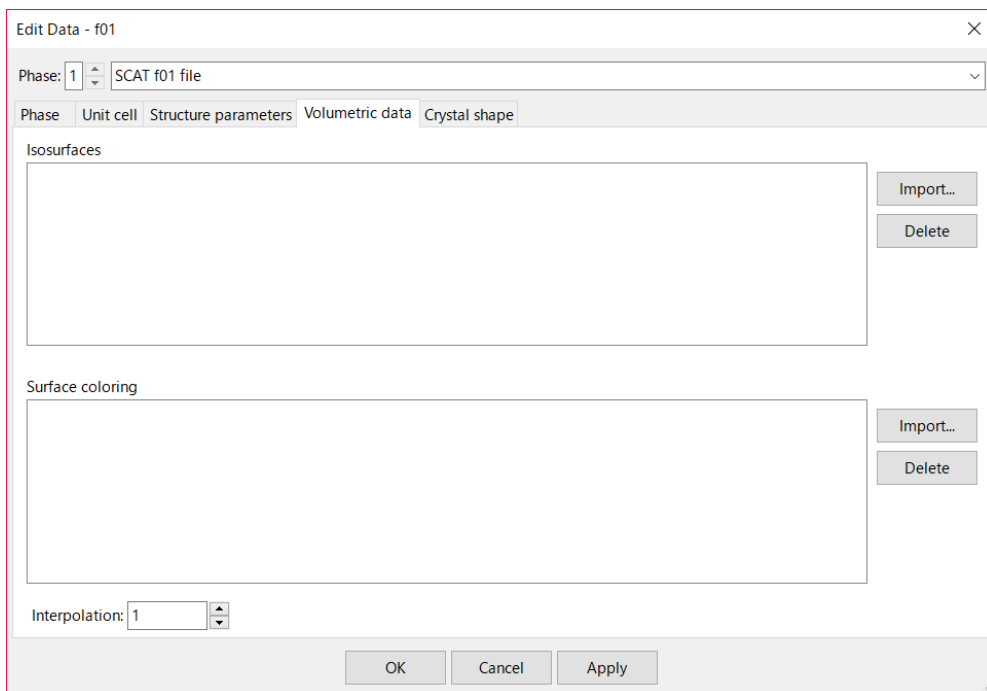 Edit Data - f01
Phase: 1 SCAT f01 file
Phase Unit cell Structure parameters Volumetric data Crystal shape
Isosurfaces
Import...
Delete
Surface coloring
Import...
Delete
Interpolation: 1
OK Cancel Apply